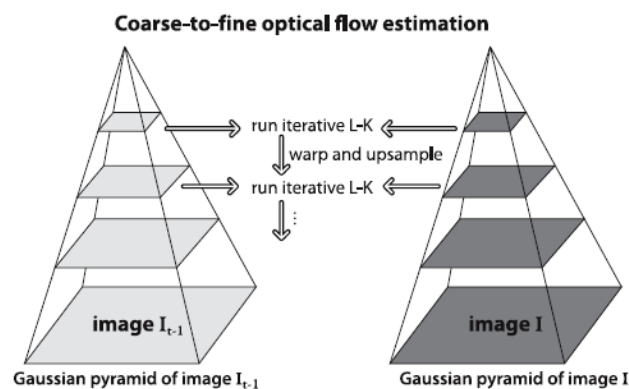 Coarse-to-fine optical flow estimation
run iterative L-K
warp and upsample
run iterative L-K
⋮
image Iₜ₋₁
image I
Gaussian pyramid of image Iₜ₋₁
Gaussian pyramid of image I